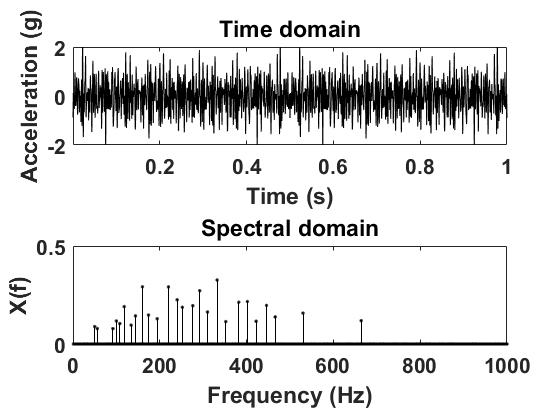 Time domain
Acceleration (g)
2
0
-2
0.2 0.4 0.6 0.8 1
Time (s)
Spectral domain
X(f)
0.5
0
0 200 400 600 800 1000
Frequency (Hz)